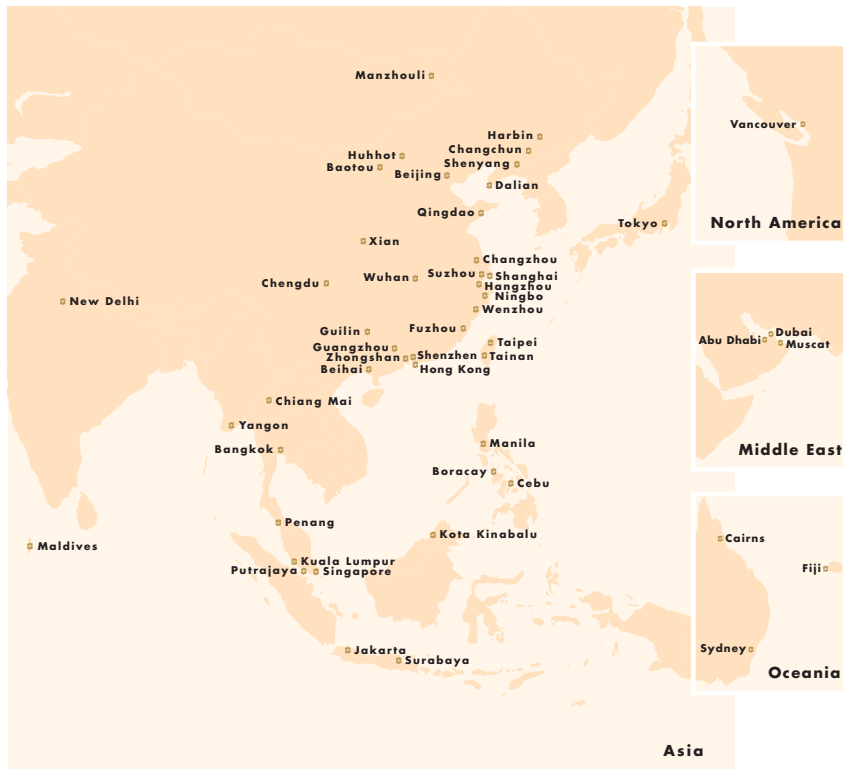 Manzhouli
Harbin
Changchun
Huhhot
Shenyang
Baotou
Beijing
Dalian
Qingdao
Tokyo
Xian
Changzhou
Suzhou
Shanghai
Wuhan
Chengdu
Hangzhou
Ningbo
New Delhi
Wenzhou
Fuzhou
Guilin
Taipei
Guangzhou
Zhongshan
Shenzhen
Tainan
Beihai
Hong Kong
Chiang Mai
Yangon
Manila
Bangkok
Boracay
Cebu
Penang
Kota Kinabalu
Maldives
Kuala Lumpur
Putrajaya
Singapore
Jakarta
Surabaya
Asia
Vancouver
North America
Dubai
Abu Dhabi
Muscat
Middle East
Cairns
Fiji
Sydney
Oceania